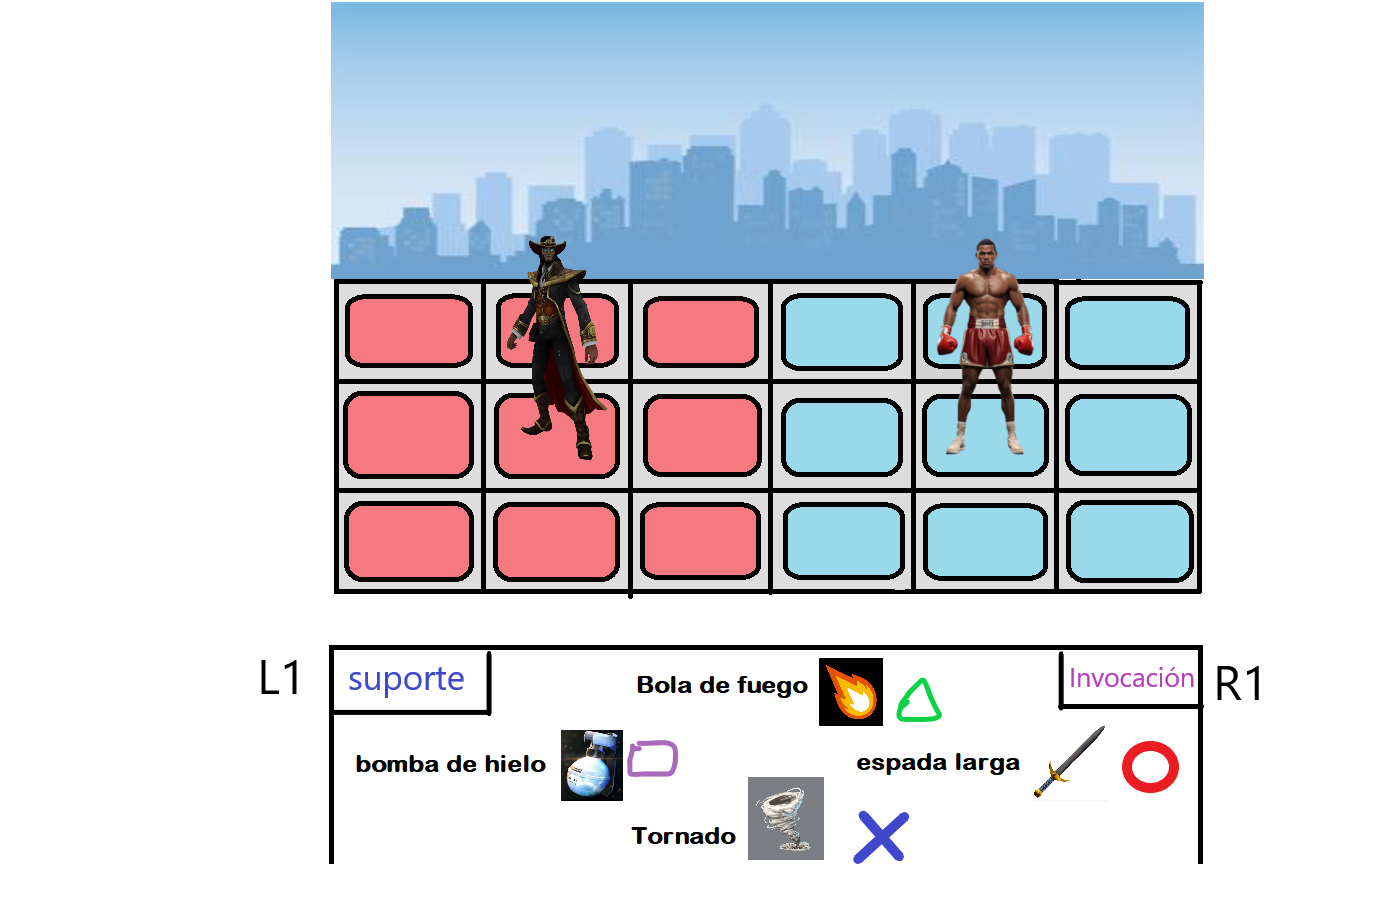 L1
suporte
Bola de fuego
Invocación
R1
bomba de hielo
espada larga
Tornado